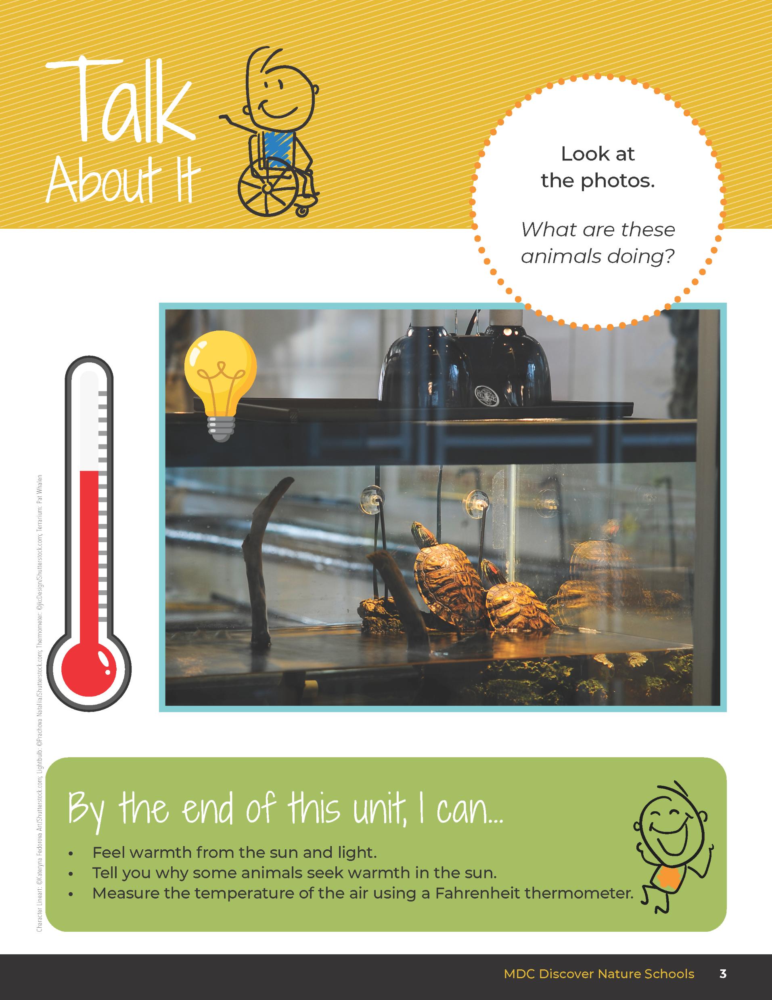 Talk
About It
Look at
the photos.
What are these
animals doing?
Character Lineart: ©Kateryna Fedorova Art/Shutterstock.com; Lightbulb: ©Prachova Nataliia/Shutterstock.com; Thermometer: ©jkcDesign/Shutterstock.com; Terrarium: Pat Whalen
By the end of this unit, I can...
• Feel warmth from the sun and light.
• Tell you why some animals seek warmth in the sun.
• Measure the temperature of the air using a Fahrenheit thermometer.
MDC Discover Nature Schools 3